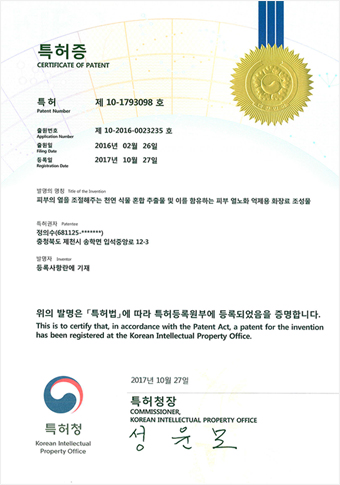 특허증
CERTIFICATE OF PATENT
특허 제 10-1793098 호
Patent Number
출원번호 제 10-2016-0023235 호
Application Number
출원일 2016년 02월 26일
Filing Date
등록일 2017년 10월 27일
Registration Date
발명의 명칭 Title of the Invention
피부의 열을 조절해주는 천연 식물 혼합 추출물 및 이를 함유하는 피부 열노화 억제용 화장료 조성물
특허권자 Patentee
정의수(681125-*******)
충청북도 제천시 송학면 입석중앙로 12-3
발명자 Inventor
등록사항란에 기재
위의 발명은 「특허법」에 따라 특허등록원부에 등록되었음을 증명합니다.
This is to certify that, in accordance with the Patent Act, a patent for the invention
has been registered at the Korean Intellectual Property Office.
2017년 10월 27일
특허청장
COMMISSIONER,
KOREAN INTELLECTUAL PROPERTY OFFICE
성윤모
특허청
Korean Intellectual
Property Office